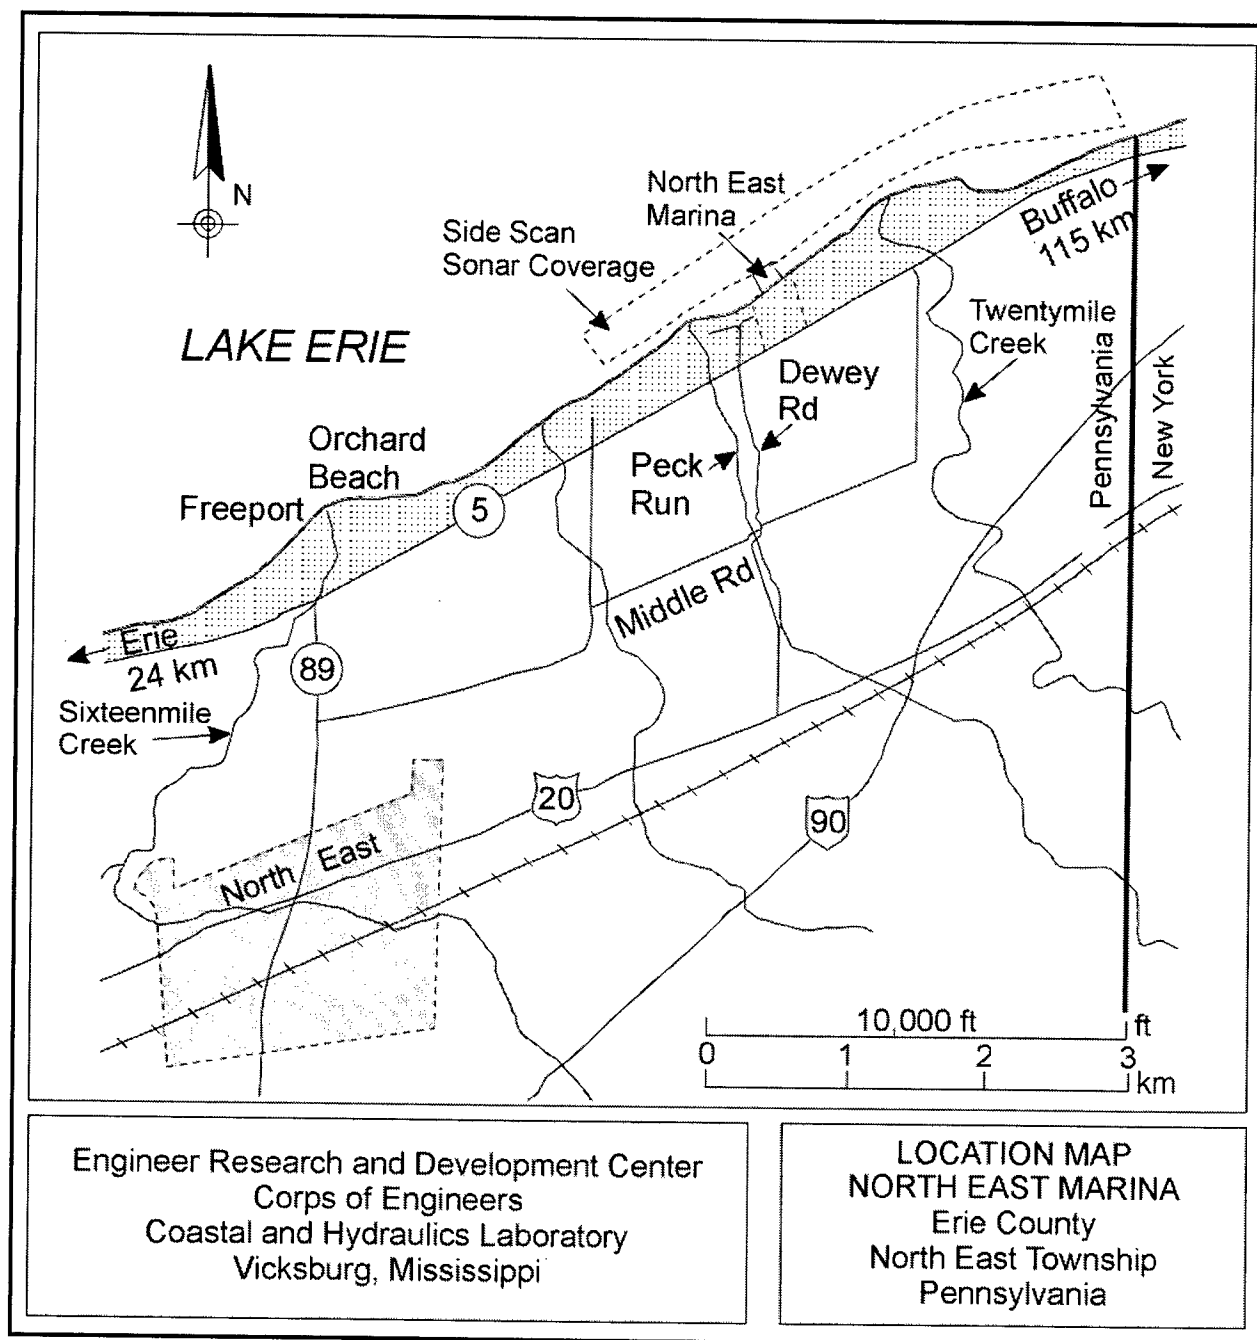 N
North East
Marina
Side Scan
Sonar Coverage
Buffalo
115 km
LAKE ERIE
Twentymile
Creek
Dewey
Rd
Pennsylvania
New York
Orchard
Beach
Freeport
5
Peck
Run
Middle Rd
Erie
24 km
89
Sixteenmile
Creek
20
90
North East
10,000 ft
ft
0 1 2 3
km
Engineer Research and Development Center
Corps of Engineers
Coastal and Hydraulics Laboratory
Vicksburg, Mississippi
LOCATION MAP
NORTH EAST MARINA
Erie County
North East Township
Pennsylvania